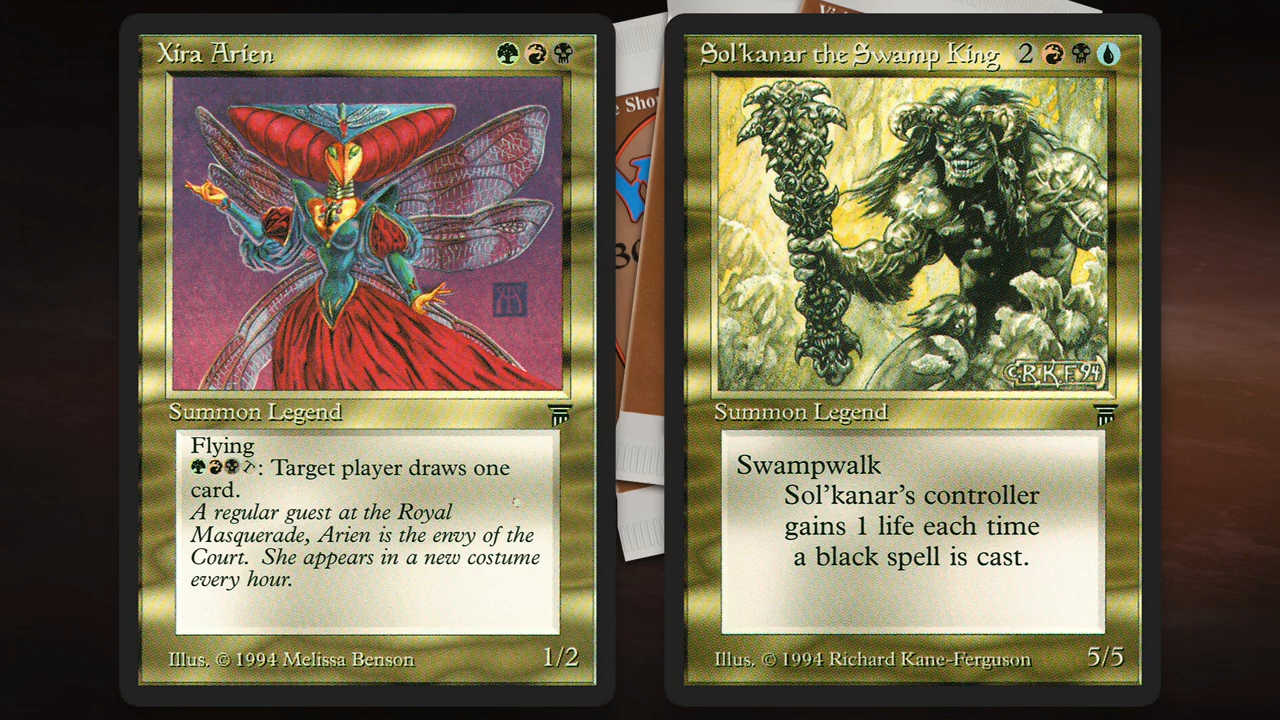 Xira Arien
Summon Legend
Flying
: Target player draws one
card.
A regular guest at the Royal
Masquerade, Arien is the envy of the
Court. She appears in a new costume
every hour.
Illus. © 1994 Melissa Benson
1/2
Sol'kanar the Swamp King 2
©R.K.F. 94
Summon Legend
Swampwalk
Sol'kanar's controller
gains 1 life each time
a black spell is cast.
Illus. © 1994 Richard Kane-Ferguson
5/5